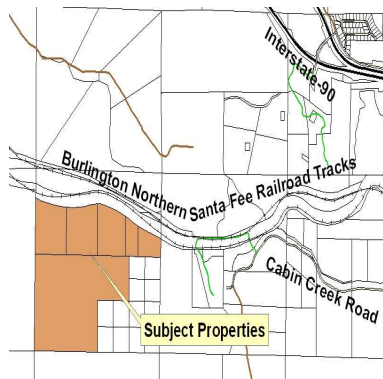 Interstate-90
Burlington Northern Santa Fee Railroad Tracks
Cabin Creek Road
Subject Properties